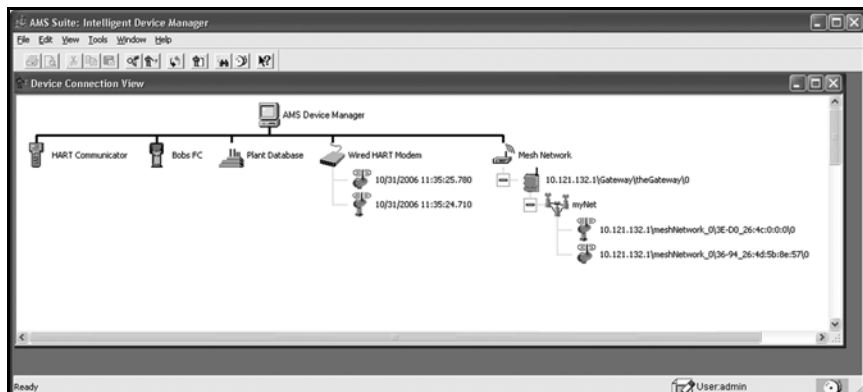 AMS Suite: Intelligent Device Manager
File Edit View Tools Window Help
Device Connection View
AMS Device Manager
HART Communicator
Bobs FC
Plant Database
Wired HART Modem
Mesh Network
10/31/2006 11:35:25.780
10.121.132.1\Gateway\theGateway\0
10/31/2006 11:35:24.710
myNet
10.121.132.1\meshNetwork_0\3E-D0_26:4c:0:0:0\0
10.121.132.1\meshNetwork_0\36-94_26:4d:5b:8e:57\0
Ready
User:admin